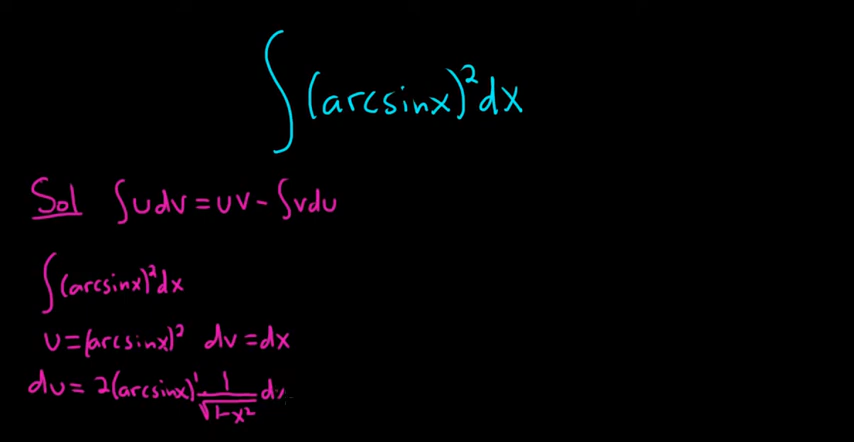 ∫(arcsinx)²dx
Sol ∫udv=uv-∫vdu
∫(arcsinx)²dx
u=(arcsinx)² dv=dx
du=2(arcsinx)¹·1/√(1-x²) dx